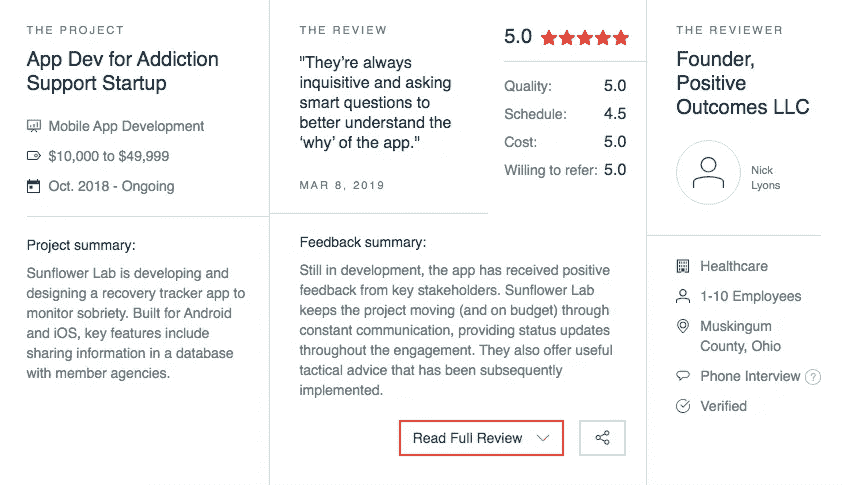 THE PROJECT
App Dev for Addiction
Support Startup
Mobile App Development
$10,000 to $49,999
Oct. 2018 - Ongoing
Project summary:
Sunflower Lab is developing and
designing a recovery tracker app to
monitor sobriety. Built for Android
and iOS, key features include
sharing information in a database
with member agencies.
THE REVIEW
"They’re always
inquisitive and asking
smart questions to
better understand the
‘why’ of the app."
MAR 8, 2019
5.0
Quality: 5.0
Schedule: 4.5
Cost: 5.0
Willing to refer: 5.0
Feedback summary:
Still in development, the app has received positive
feedback from key stakeholders. Sunflower Lab
keeps the project moving (and on budget) through
constant communication, providing status updates
throughout the engagement. They also offer useful
tactical advice that has been subsequently
implemented.
Read Full Review
THE REVIEWER
Founder,
Positive
Outcomes LLC
Nick
Lyons
Healthcare
1-10 Employees
Muskingum
County, Ohio
Phone Interview ?
Verified